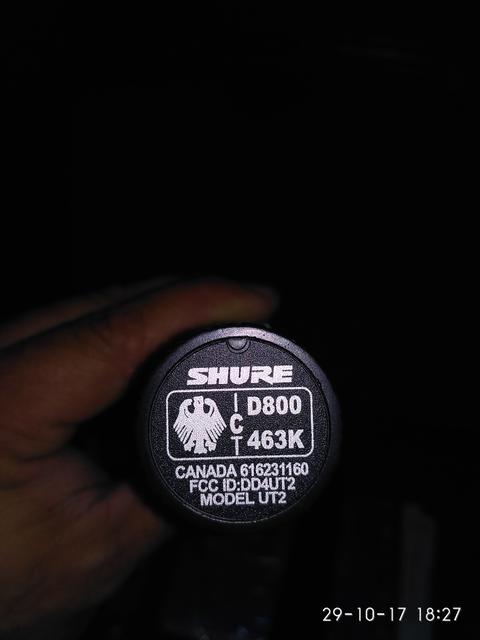 SHURE
I
C
T
D800
463K
CANADA 616231160
FCC ID:DD4UT2
MODEL UT2
29-10-17 18:27